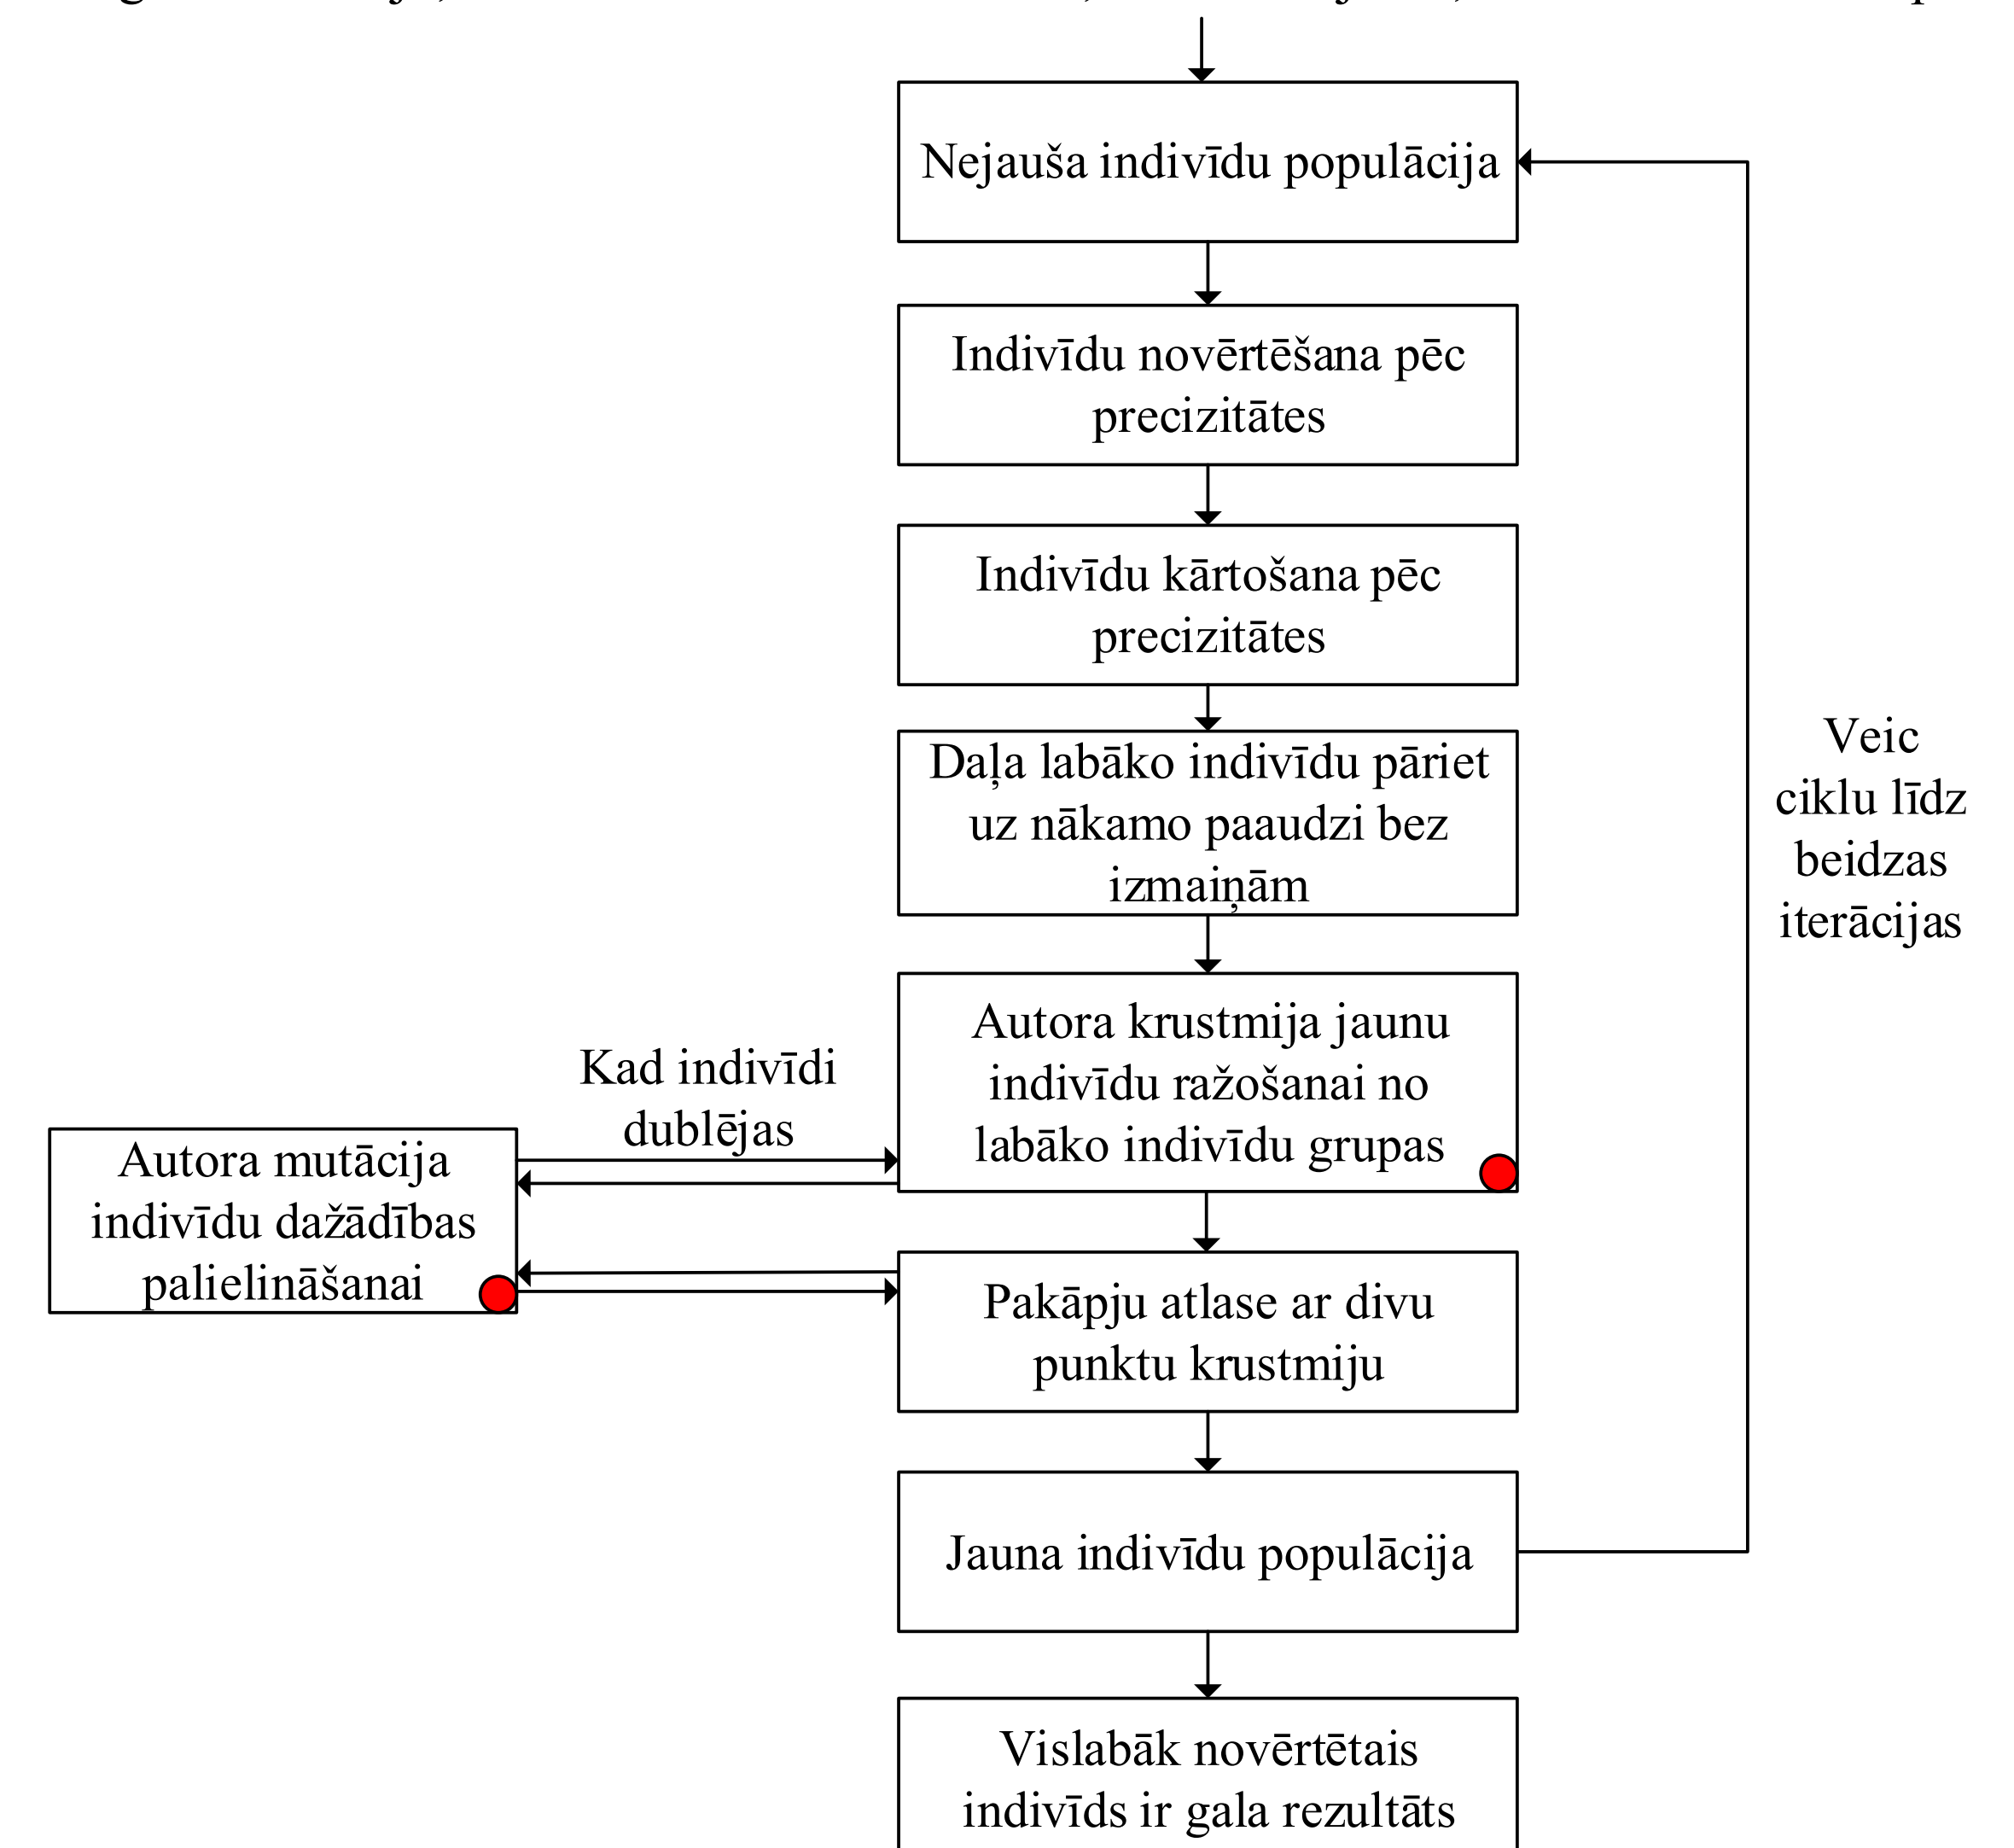 Nejauša indivīdu populācija
Indivīdu novērtēšana pēc
precizitātes
Indivīdu kārtošana pēc
precizitātes
Daļa labāko indivīdu pāriet
uz nākamo paaudzi bez
izmaiņām
Veic
ciklu līdz
beidzas
iterācijas
Autora krustmija jaunu
indivīdu ražošanai no
labāko indivīdu grupas
Kad indivīdi
dublējas
Autora mutācija
indivīdu dažādības
palielināšanai
Pakāpju atlase ar divu
punktu krustmiju
Jauna indivīdu populācija
Vislabāk novērtētais
indivīds ir gala rezultāts